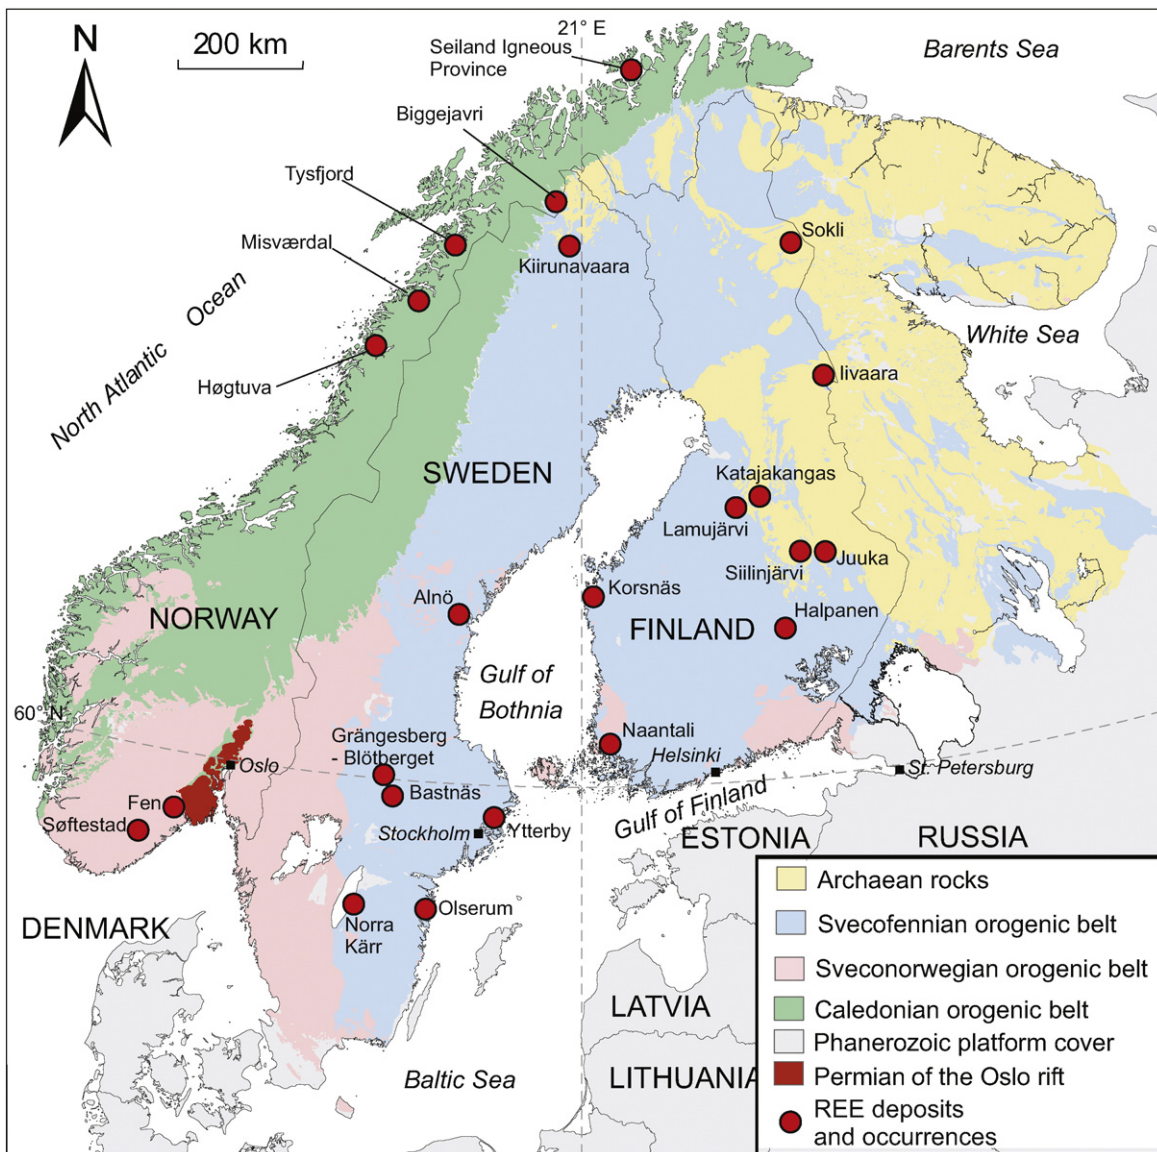 N
200 km
21° E
Seiland Igneous
Province
Barents Sea
Biggejavri
Tysfjord
Misværdal
Sokli
Kiirunavaara
North Atlantic Ocean
White Sea
Høgtuva
Iivaara
SWEDEN
Katajakangas
Lamujärvi
Siilinjärvi
Juuka
Korsnäs
Alnö
Halpanen
NORWAY
FINLAND
Gulf of
Bothnia
60° N
Naantali
Grängesberg
- Blötberget
Helsinki
Oslo
St. Petersburg
Bastnäs
Fen
Søftestad
Gulf of Finland
Stockholm
Ytterby
ESTONIA
RUSSIA
Norra
Kärr
Olserum
DENMARK
LATVIA
Baltic Sea
LITHUANIA
Archaean rocks
Svecofennian orogenic belt
Sveconorwegian orogenic belt
Caledonian orogenic belt
Phanerozoic platform cover
Permian of the Oslo rift
REE deposits
and occurrences